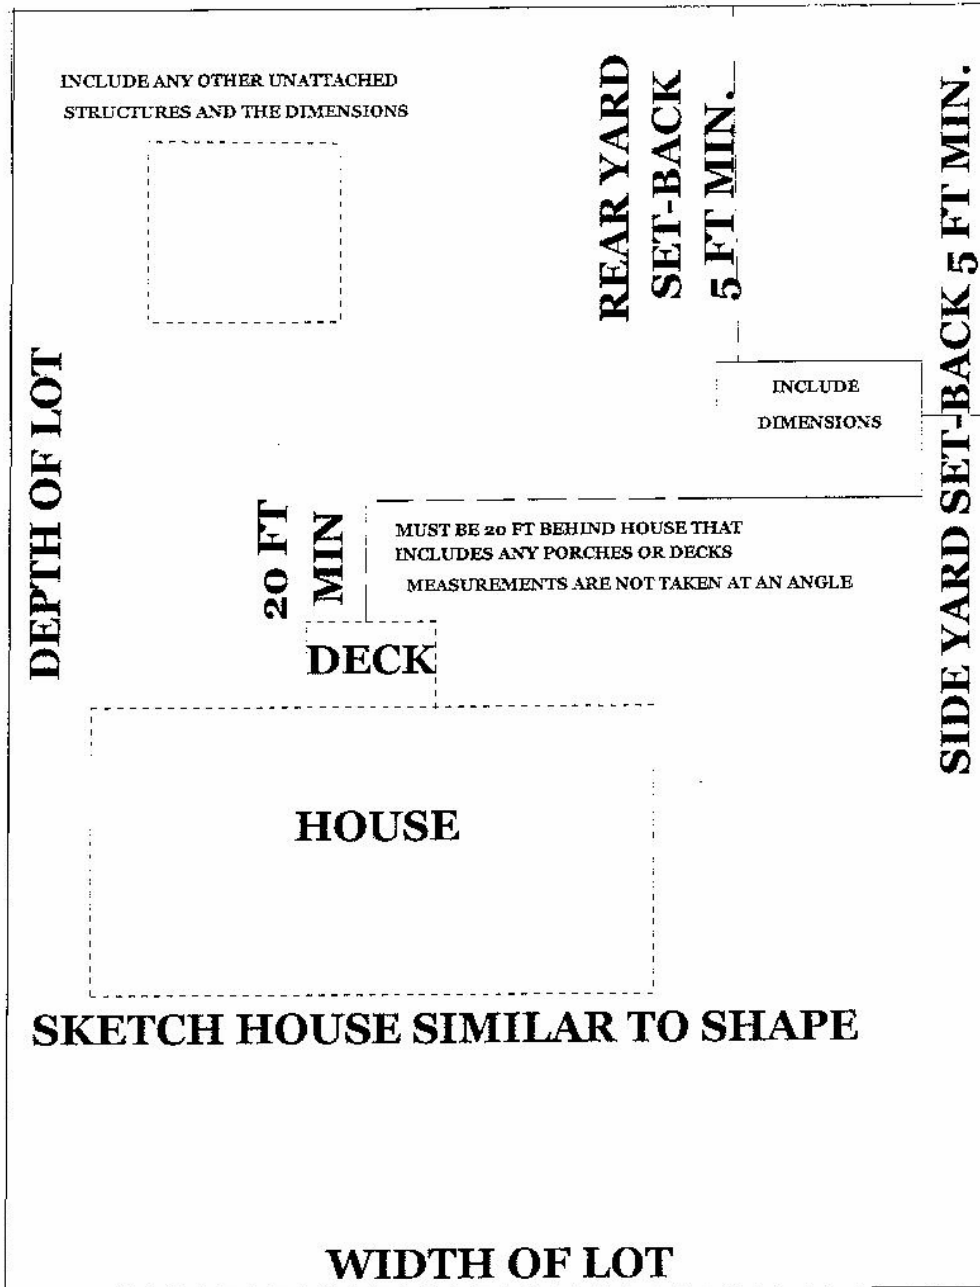 INCLUDE ANY OTHER UNATTACHED
STRUCTURES AND THE DIMENSIONS
REAR YARD
SET-BACK
5 FT MIN.
SIDE YARD SET-BACK 5 FT MIN.
INCLUDE
DIMENSIONS
DEPTH OF LOT
20 FT
MIN
MUST BE 20 FT BEHIND HOUSE THAT
INCLUDES ANY PORCHES OR DECKS
MEASUREMENTS ARE NOT TAKEN AT AN ANGLE
DECK
HOUSE
SKETCH HOUSE SIMILAR TO SHAPE
WIDTH OF LOT